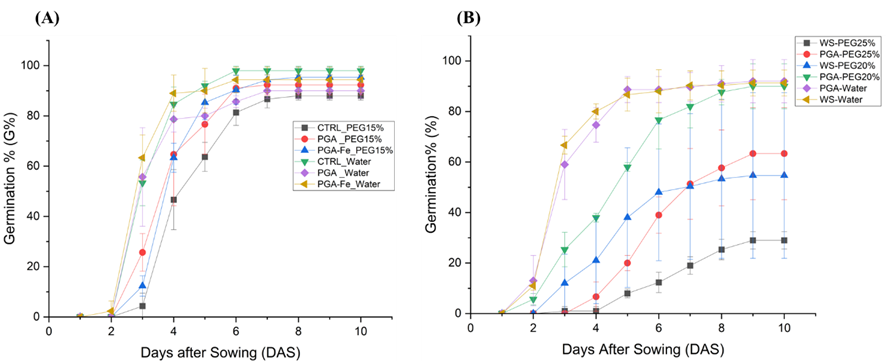 (A)
Germination % (G%)
100
80
60
40
20
0
CTRL_PEG15%
PGA _PEG15%
PGA-Fe_PEG15%
CTRL_Water
PGA _Water
PGA-Fe_Water
0 2 4 6 8 10
Days after Sowing (DAS)
(B)
Germination% (%)
100
80
60
40
20
0
WS-PEG25%
PGA-PEG25%
WS-PEG20%
PGA-PEG20%
PGA-Water
WS-Water
0 2 4 6 8 10
Days After Sowing (DAS)